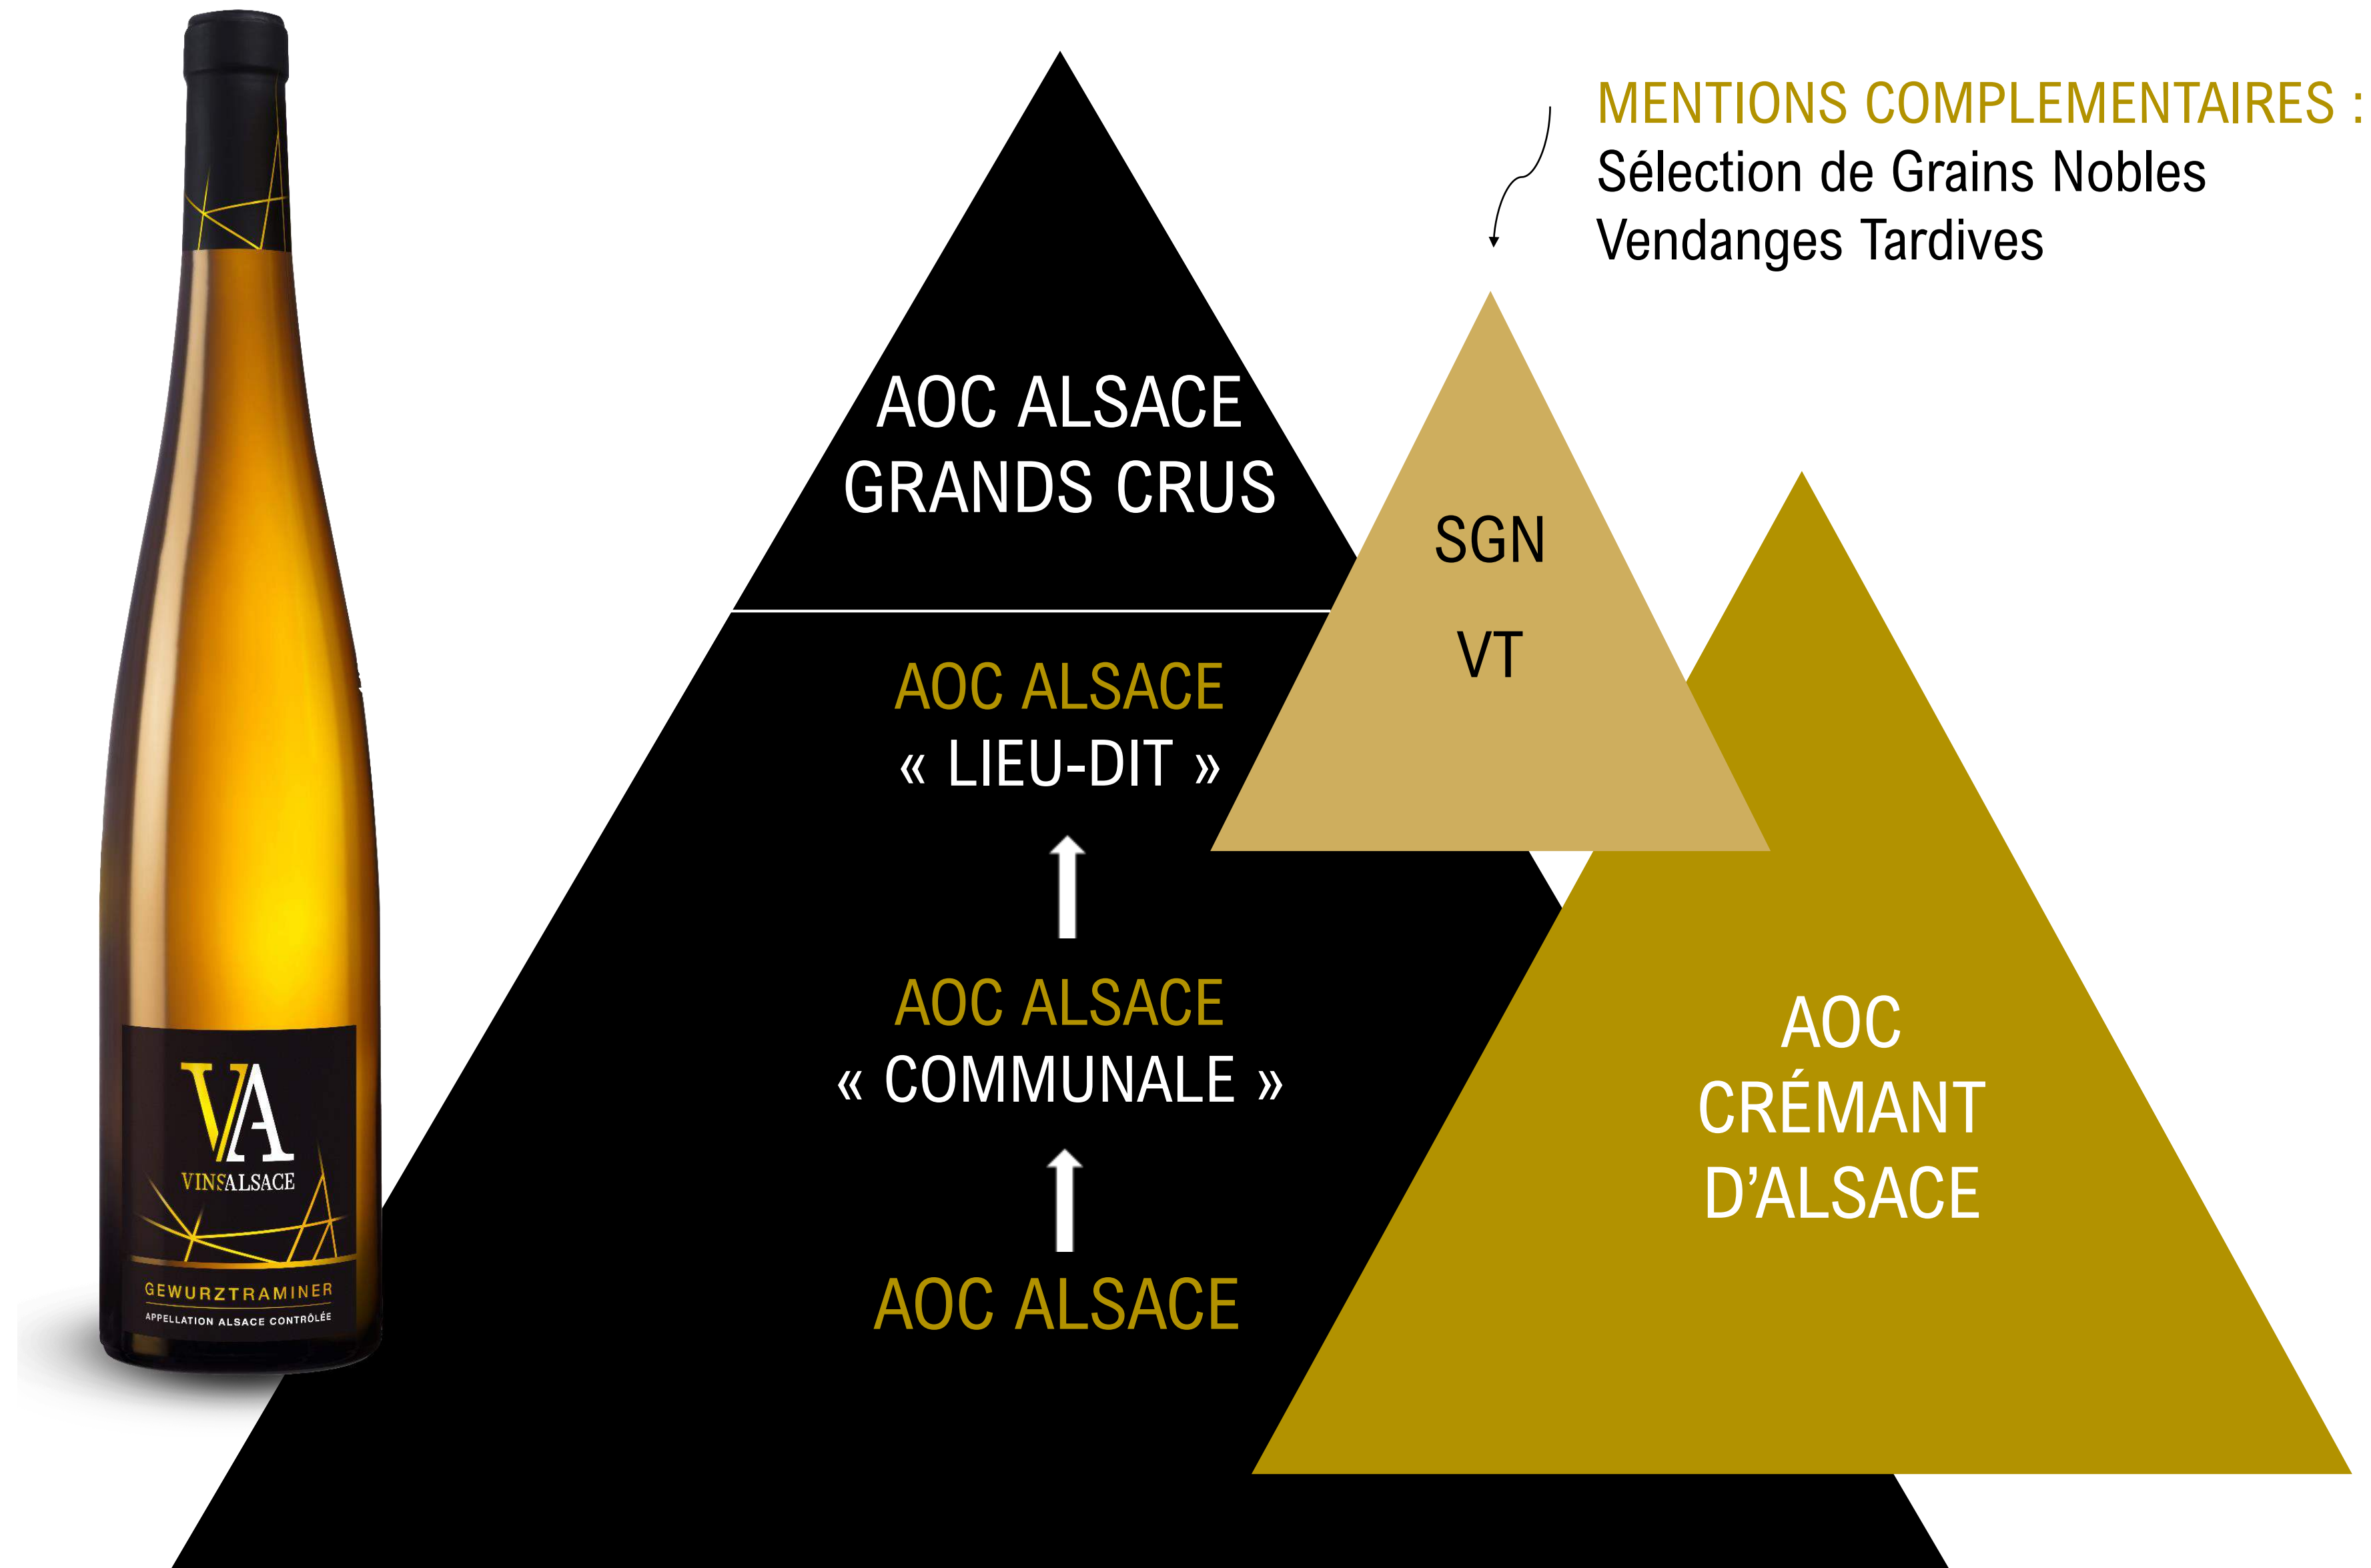 MENTIONS COMPLEMENTAIRES :
Sélection de Grains Nobles
Vendanges Tardives
AOC ALSACE
GRANDS CRUS
SGN
VT
AOC ALSACE
« LIEU-DIT »
AOC ALSACE
« COMMUNALE »
AOC ALSACE
AOC
CRÉMANT
D’ALSACE
VA
VINSALSACE
GEWURZTRAMINER
APPELLATION ALSACE CONTRÔLÉE